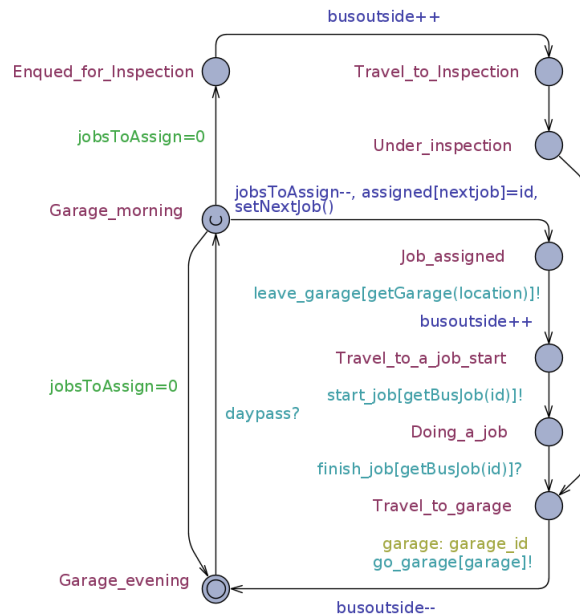 busoutside++
Enqued_for_Inspection
Travel_to_Inspection
jobsToAssign=0
Under_inspection
jobsToAssign--, assigned[nextjob]=id,
setNextJob()
Garage_morning
Job_assigned
leave_garage[getGarage(location)]!
busoutside++
Travel_to_a_job_start
jobsToAssign=0
start_job[getBusJob(id)]!
daypass?
Doing_a_job
finish_job[getBusJob(id)]?
Travel_to_garage
garage: garage_id
go_garage[garage]!
Garage_evening
busoutside--